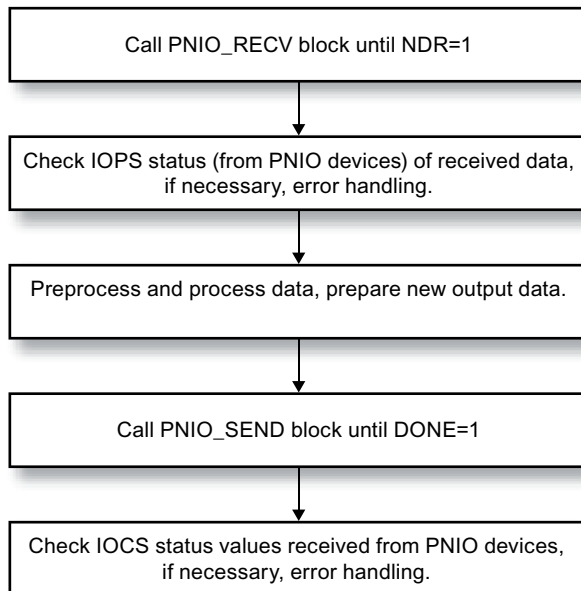 Call PNIO_RECV block until NDR=1
Check IOPS status (from PNIO devices) of received data,
if necessary, error handling.
Preprocess and process data, prepare new output data.
Call PNIO_SEND block until DONE=1
Check IOCS status values received from PNIO devices,
if necessary, error handling.